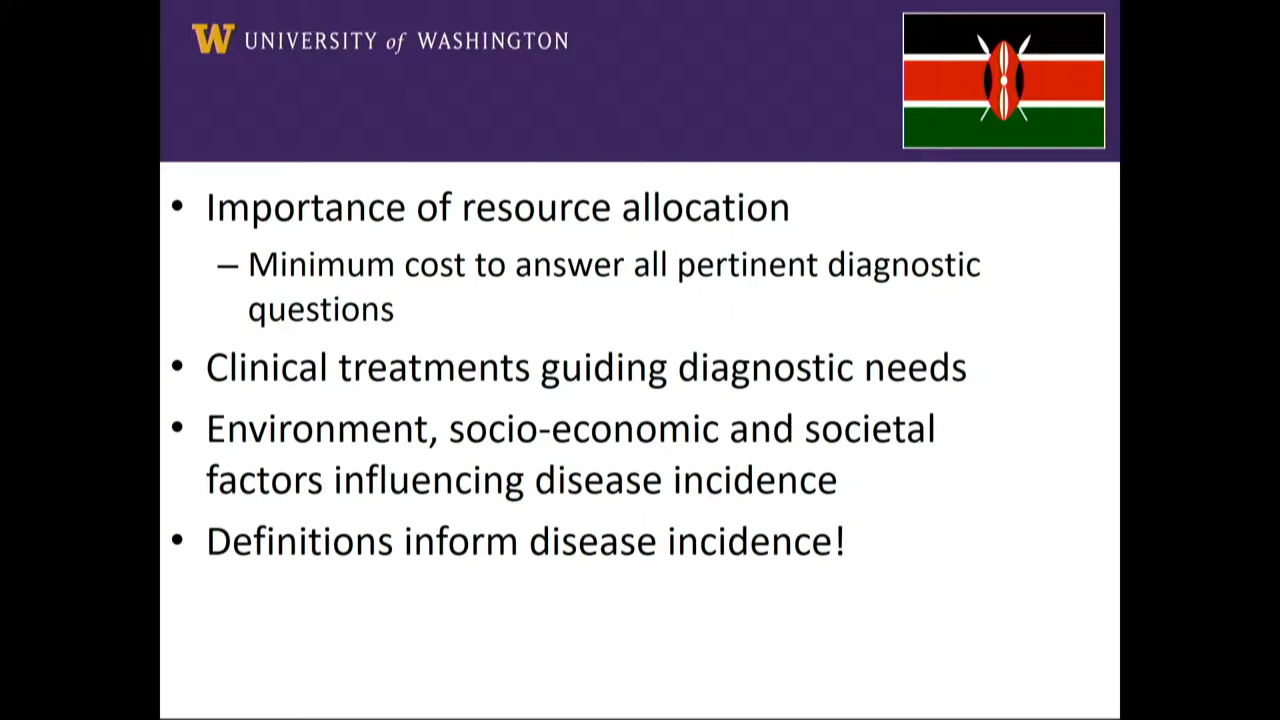 W UNIVERSITY of WASHINGTON
• Importance of resource allocation
– Minimum cost to answer all pertinent diagnostic
questions
• Clinical treatments guiding diagnostic needs
• Environment, socio-economic and societal
factors influencing disease incidence
• Definitions inform disease incidence!